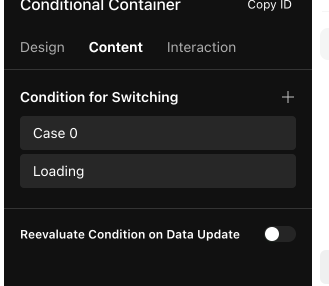 Conditional Container
Copy ID
Design
Content
Interaction
Condition for Switching
Case 0
Loading
Reevaluate Condition on Data Update